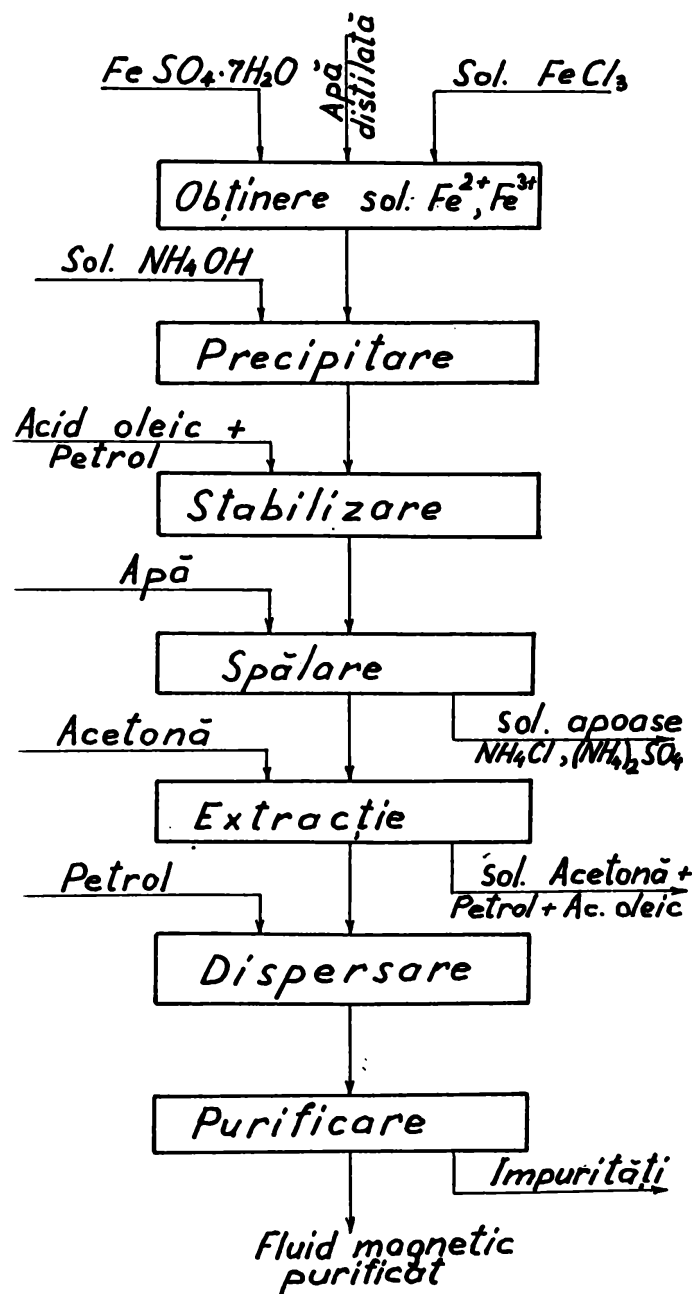 FeSO₄·7H₂O
Apă
distilată
Sol. FeCl₃
Obținere sol. Fe²⁺, Fe³⁺
Sol. NH₄OH
Precipitare
Acid oleic +
Petrol
Stabilizare
Apă
Spălare
Sol. apoase
NH₄Cl, (NH₄)₂SO₄
Acetonă
Extracție
Sol. Acetonă +
Petrol + Ac. oleic
Petrol
Dispersare
Purificare
Impurități
Fluid magnetic
purificat